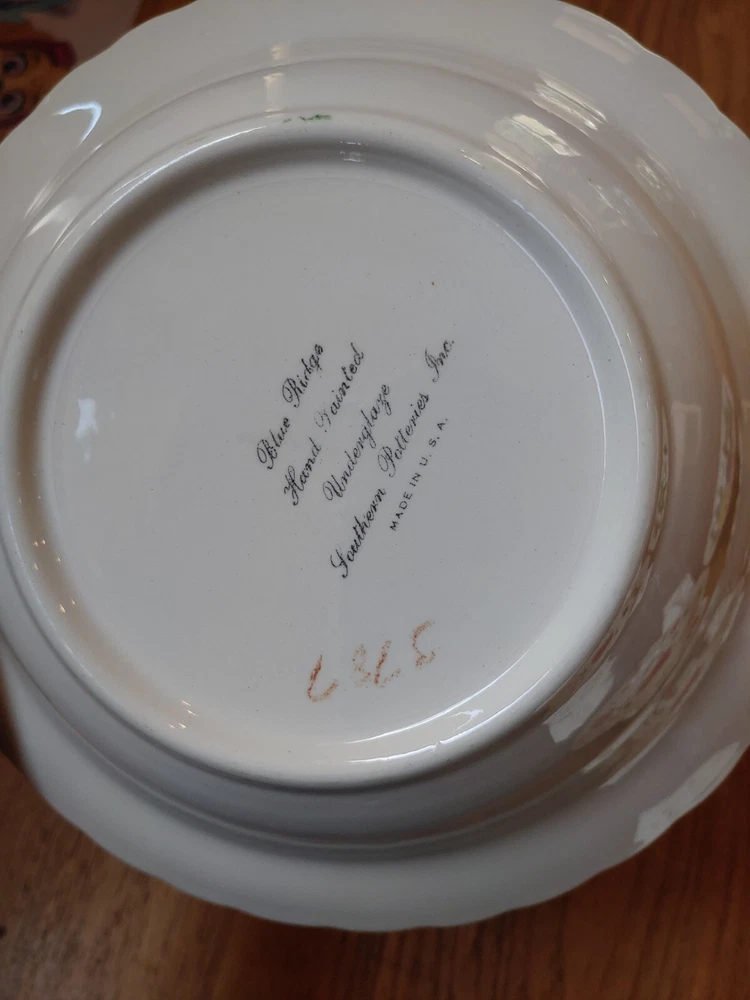 Blue Ridge
Hand Painted
Underglaze
Southern Potteries Inc.
MADE IN U. S. A.